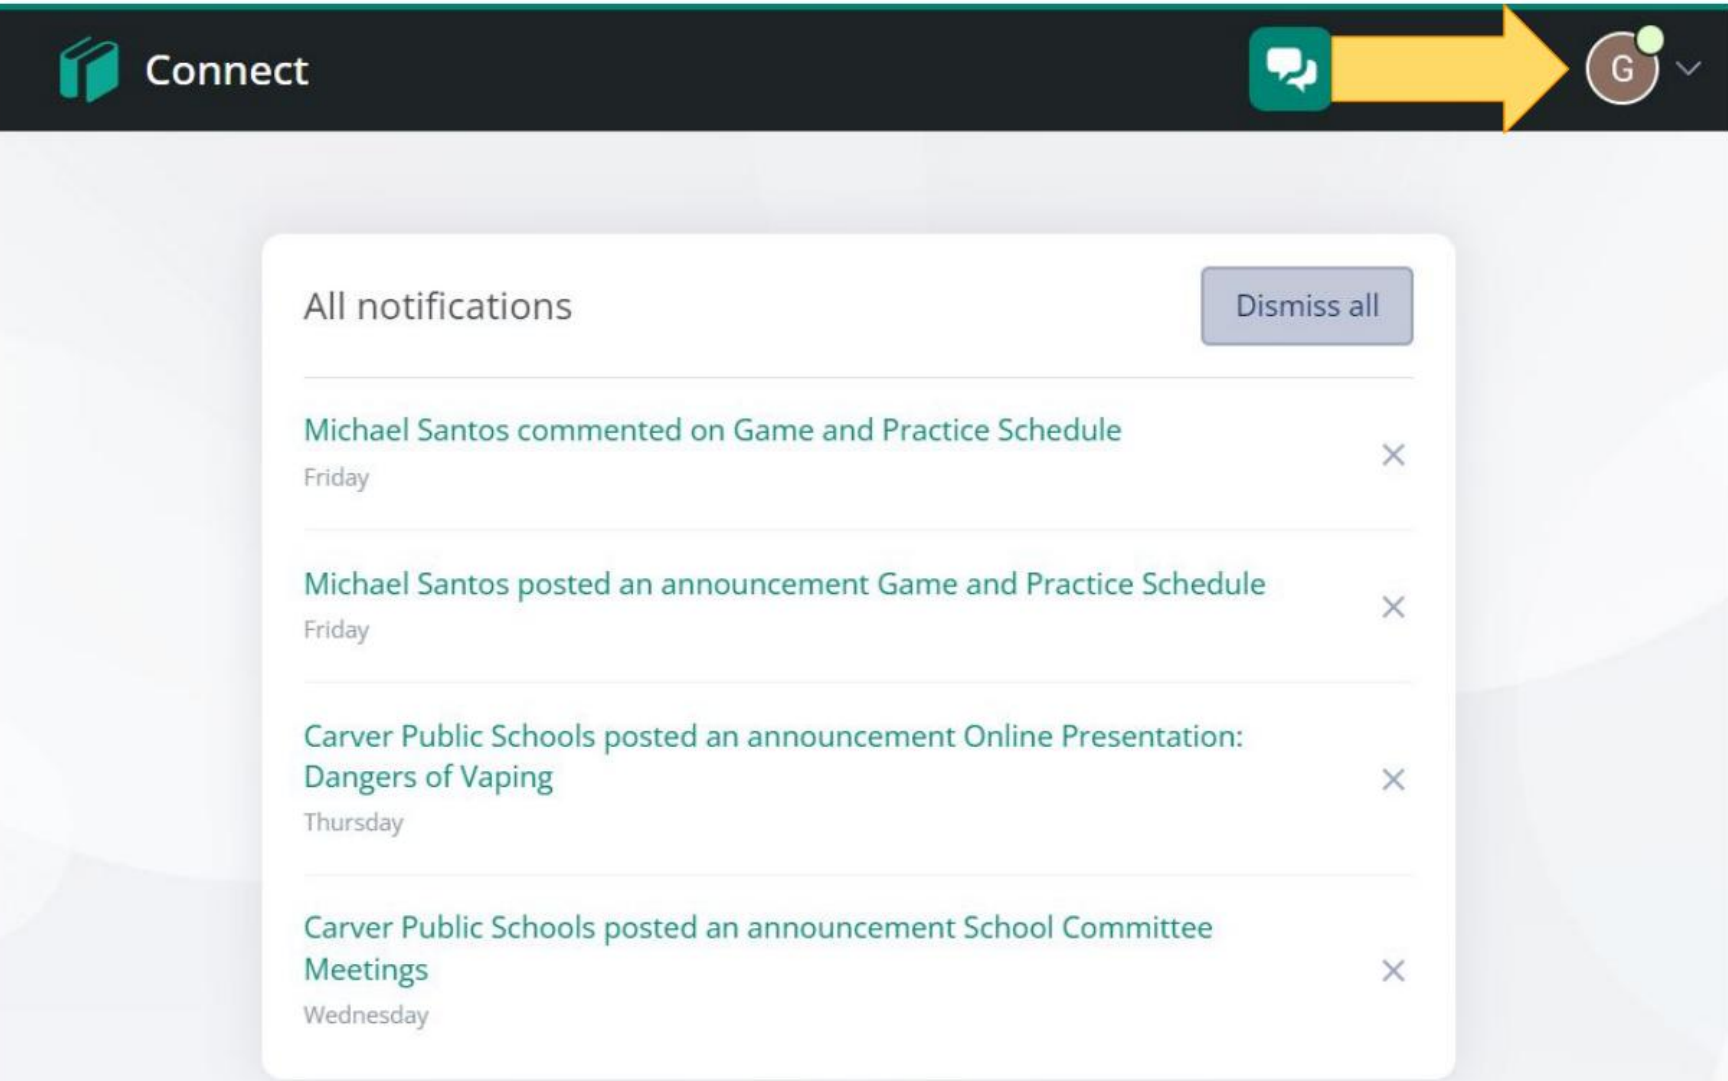 Connect
G
All notifications
Dismiss all
Michael Santos commented on Game and Practice Schedule
Friday
Michael Santos posted an announcement Game and Practice Schedule
Friday
Carver Public Schools posted an announcement Online Presentation:
Dangers of Vaping
Thursday
Carver Public Schools posted an announcement School Committee
Meetings
Wednesday